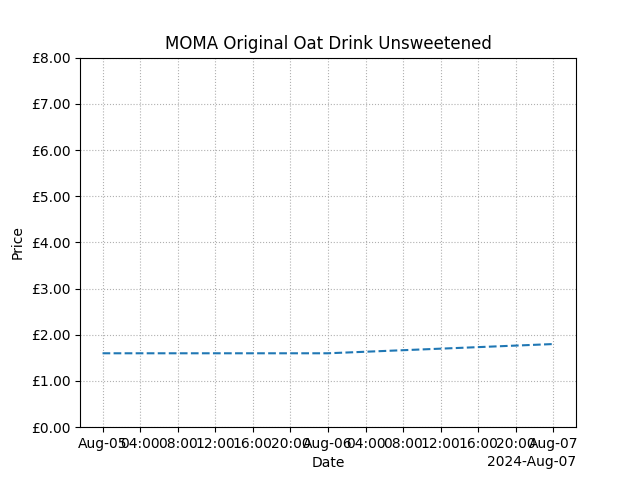 MOMA Original Oat Drink Unsweetened
£8.00
£7.00
£6.00
£5.00
£4.00
£3.00
£2.00
£1.00
£0.00
Price
Aug-05 04:00 08:00 12:00 16:00 20:00 Aug-06 04:00 08:00 12:00 16:00 20:00 Aug-07
Date
2024-Aug-07